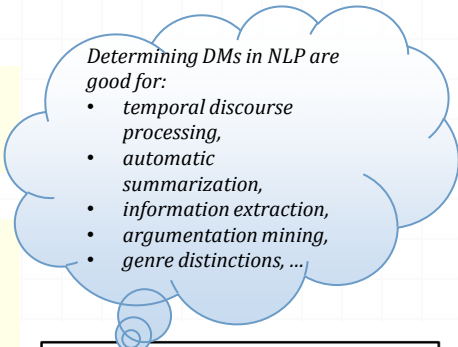 Determining DMs in NLP are
good for:
• temporal discourse
processing,
• automatic
summarization,
• information extraction,
• argumentation mining,
• genre distinctions, ...